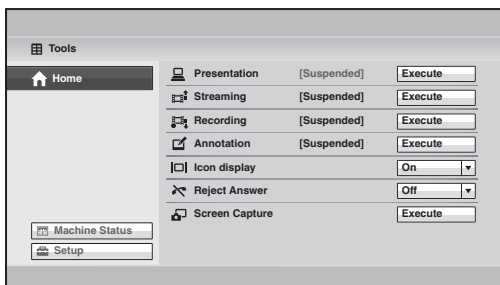 Tools
Home
Presentation [Suspended] Execute
Streaming [Suspended] Execute
Recording [Suspended] Execute
Annotation [Suspended] Execute
Icon display On
Reject Answer Off
Screen Capture Execute
Machine Status
Setup